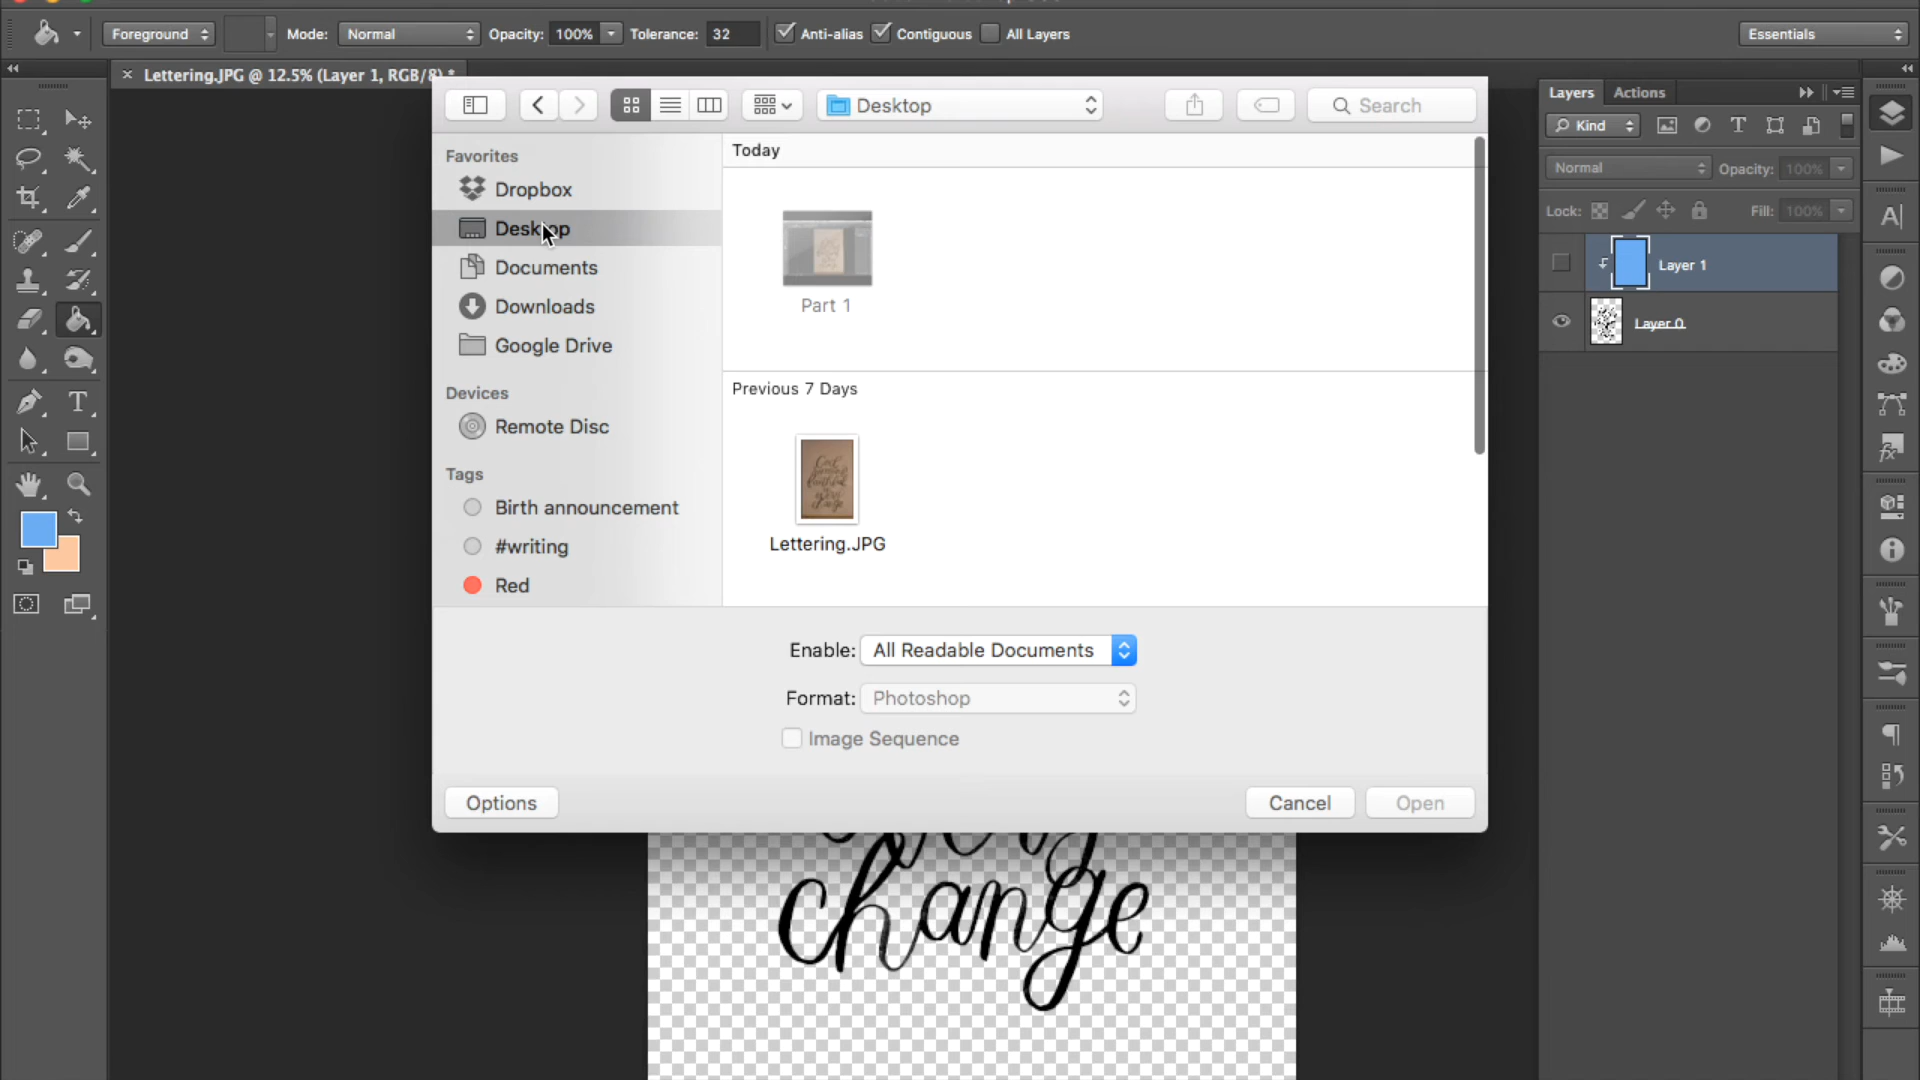 Foreground
Mode: Normal
Opacity: 100%
Tolerance: 32
Anti-alias
Contiguous
All Layers
Essentials
× Lettering.JPG @ 12.5% (Layer 1, RGB/8) *
Desktop
Search
Favorites
Dropbox
Desktop
Documents
Downloads
Google Drive
Devices
Remote Disc
Tags
Birth announcement
#writing
Red
Today
Part 1
Previous 7 Days
Lettering.JPG
Enable: All Readable Documents
Format: Photoshop
Image Sequence
Options
Cancel
Open
change
Layers
Actions
Kind
Normal
Opacity: 100%
Lock:
Fill: 100%
Layer 1
Layer 0